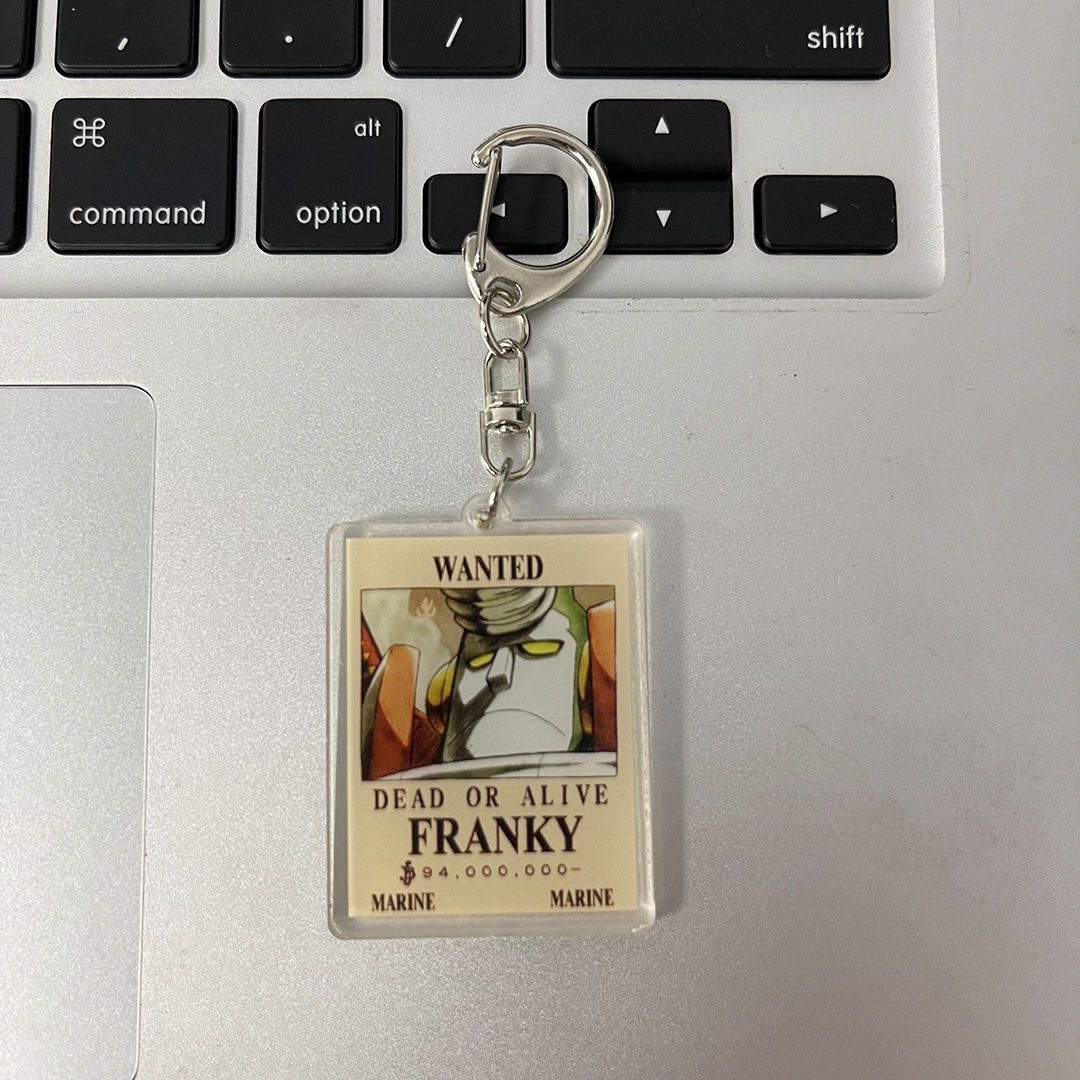 , . /
shift
⌘ alt
command option
◀ ▲ ▼ ▶
WANTED
DEAD OR ALIVE
FRANKY
94,000,000-
MARINE MARINE